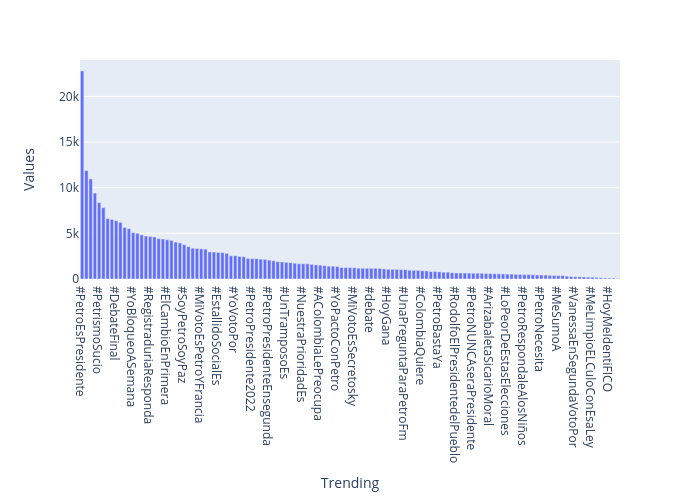 20k
15k
10k
5k
0
Values
#PetroEsPresidente
#PetrismoSucio
#DebateFinal
#YoBloqueoASemana
#RegistraduriaResponda
#ElCambioEnPrimera
#SoyPetroSoyPaz
#MiVotoEsPetroYFrancia
#EstallidoSocialEs
#YoVotoPor
#PetroPresidente2022
#PetroPresidenteEnsegunda
#UnTramposoEs
#NuestraPrioridadEs
#AColombiaLePreocupa
#YoPactoConPetro
#MiVotoEsSecretosky
#debate
#HoyGana
#UnaPreguntaParaPetroFm
#ColombiaQuiere
#PetroBastaYa
#RodolfoElPresidentedelPueblo
#PetroNUNCAseraPresidente
#ArizabaletaSicarioMoral
#LoPeorDeEstasElecciones
#PetroRespondaleAlosNiños
#PetroNecesita
#MeSumoA
#VanessaEnSegundaVotoPor
#MeLimpioELCuloConEsaLey
#HoyMeIdentiFICO
Trending